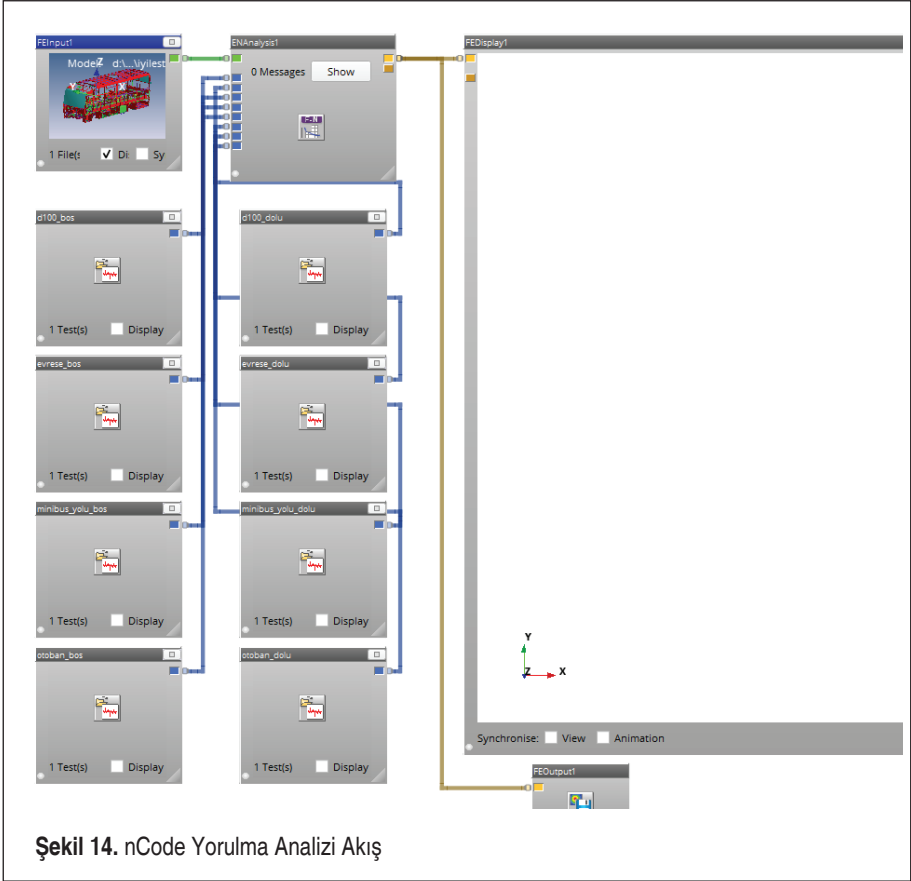 FEInput1
Model: d:\...\iyilest
Z
Y
X
1 File(s
Di:
Sy
ENAnalysis1
0 Messages
Show
E-N
FEDisplay1
d100_bos
1 Test(s)
Display
d100_dolu
1 Test(s)
Display
evrese_bos
1 Test(s)
Display
evrese_dolu
1 Test(s)
Display
minibus_yolu_bos
1 Test(s)
Display
minibus_yolu_dolu
1 Test(s)
Display
otoban_bos
1 Test(s)
Display
otoban_dolu
1 Test(s)
Display
Y
Z
X
Synchronise:
View
Animation
FEOutput1
Şekil 14. nCode Yorulma Analizi Akış